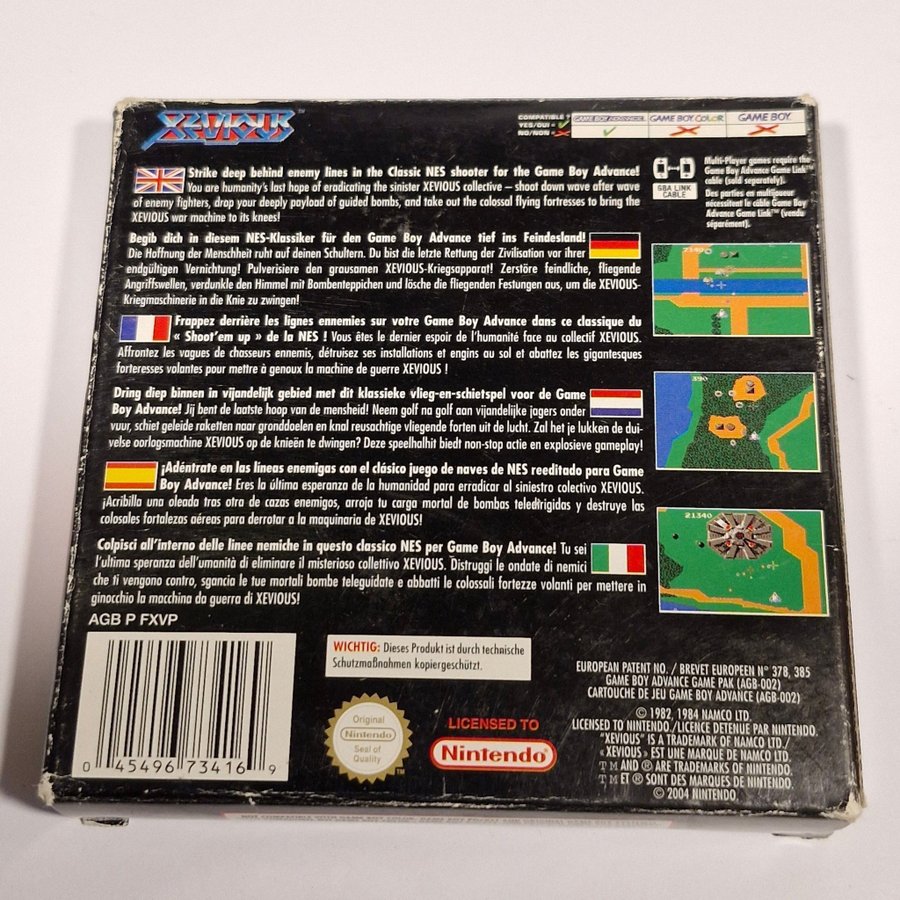 XEVIOUS™
COMPATIBLE +
YES/OUI = ✓
NO/NON = ✗
GAME BOY ADVANCE
GAME BOY COLOR
GAME BOY
Strike deep behind enemy lines in the Classic NES shooter for the Game Boy Advance!
You are humanity's last hope of eradicating the sinister XEVIOUS collective – shoot down wave after wave
of enemy fighters, drop your deeply payload of guided bombs, and take out the colossal flying fortresses to bring the
XEVIOUS war machine to its knees!
GBA LINK
CABLE
Multi-Player games require the
Game Boy Advance Game Link™
cable (sold separately).
Des parties en multijoueur
nécessitent le câble Game Boy
Advance Game Link™ (vendu
séparément).
Begib dich in diesem NES-Klassiker für den Game Boy Advance tief ins Feindesland!
Die Hoffnung der Menschheit ruht auf deinen Schultern. Du bist die letzte Rettung der Zivilisation vor ihrer
endgültigen Vernichtung! Pulverisiere den grausamen XEVIOUS-Kriegsapparat! Zerstöre feindliche, fliegende
Angriffswellen, verdunkle den Himmel mit Bombenteppichen und lösche die fliegenden Festungen aus, um die XEVIOUS-
Kriegmaschinerie in die Knie zu zwingen!
Frappez derrière les lignes ennemies sur votre Game Boy Advance dans ce classique du
« Shoot'em up » de la NES ! Vous êtes le dernier espoir de l'humanité face au collectif XEVIOUS.
Affrontez les vagues de chasseurs ennemis, détruisez ses installations et engins au sol et abattez les gigantesques
forteresses volantes pour mettre à genoux la machine de guerre XEVIOUS !
390
Dring diep binnen in vijandelijk gebied met dit klassieke vlieg-en-schietspel voor de Game
Boy Advance! Jij bent de laatste hoop van de mensheid! Neem golf na golf aan vijandelijke jagers onder
vuur, schiet geleide raketten naar gronddoelen en knal reusachtige vliegende forten uit de lucht. Zal het je lukken de dui-
velse oorlogsmachine XEVIOUS op de knieën te dwingen? Deze speelhalhit biedt non-stop actie en explosieve gameplay!
¡Adéntrate en las líneas enemigas con el clásico juego de naves de NES reeditado para Game
Boy Advance! Eres la última esperanza de la humanidad para erradicar al siniestro colectivo XEVIOUS.
¡Acribilla una oleada tras otra de cazas enemigos, arroja tu carga mortal de bombas teledirigidas y destruye las
colosales fortalezas aéreas para derrotar a la maquinaria de XEVIOUS!
21340
Colpisci all'interno delle linee nemiche in questo classico NES per Game Boy Advance! Tu sei
l'ultima speranza dell'umanità di eliminare il misterioso collettivo XEVIOUS. Distruggi le ondate di nemici
che ti vengono contro, sgancia le tue mortali bombe teleguidate e abbatti le colossali fortezze volanti per mettere in
ginocchio la macchina da guerra di XEVIOUS!
AGB P FXVP
0 45496 73416 9
WICHTIG: Dieses Produkt ist durch technische
Schutzmaßnahmen kopiergeschützt.
Original
Nintendo
Seal of
Quality
TM
LICENSED TO
Nintendo
EUROPEAN PATENT NO. / BREVET EUROPEEN N° 378, 385
GAME BOY ADVANCE GAME PAK (AGB-002)
CARTOUCHE DE JEU GAME BOY ADVANCE (AGB-002)
© 1982, 1984 NAMCO LTD.
LICENSED TO NINTENDO./LICENCE DETENUE PAR NINTENDO.
"XEVIOUS" IS A TRADEMARK OF NAMCO LTD./
« XEVIOUS» EST UNE MARQUE DE NAMCO LTD.
TM AND ® ARE TRADEMARKS OF NINTENDO.
TM ET ® SONT DES MARQUES DE NINTENDO.
© 2004 NINTENDO.